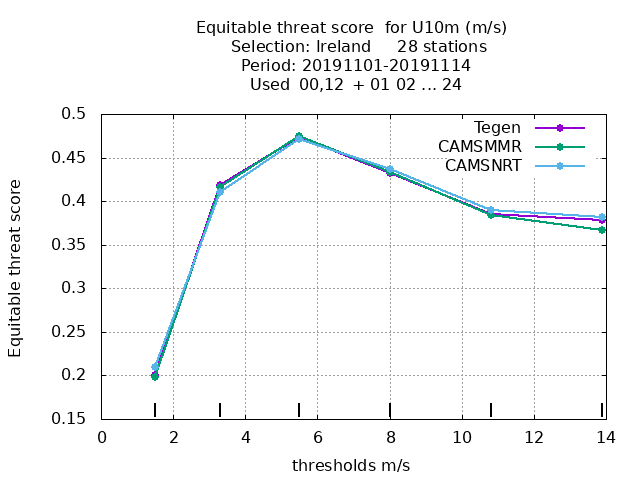 Equitable threat score  for U10m (m/s)
Selection: Ireland     28 stations
Period: 20191101-20191114
Used  00,12  + 01 02 ... 24
Tegen
CAMSMMR
CAMSNRT
Equitable threat score
0.5
0.45
0.4
0.35
0.3
0.25
0.2
0.15
0 2 4 6 8 10 12 14
thresholds m/s